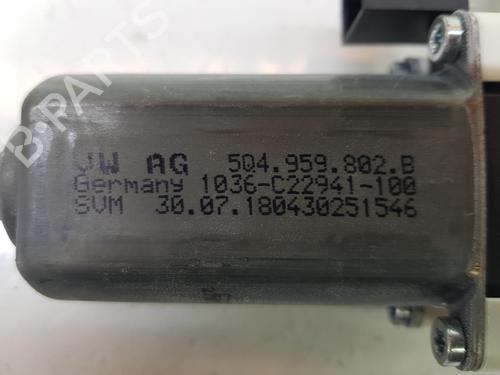 B-PARTS
VW AG 5Q4.959.802.B
Germany 1036-C22941-100
SVM 30.07.180430251546